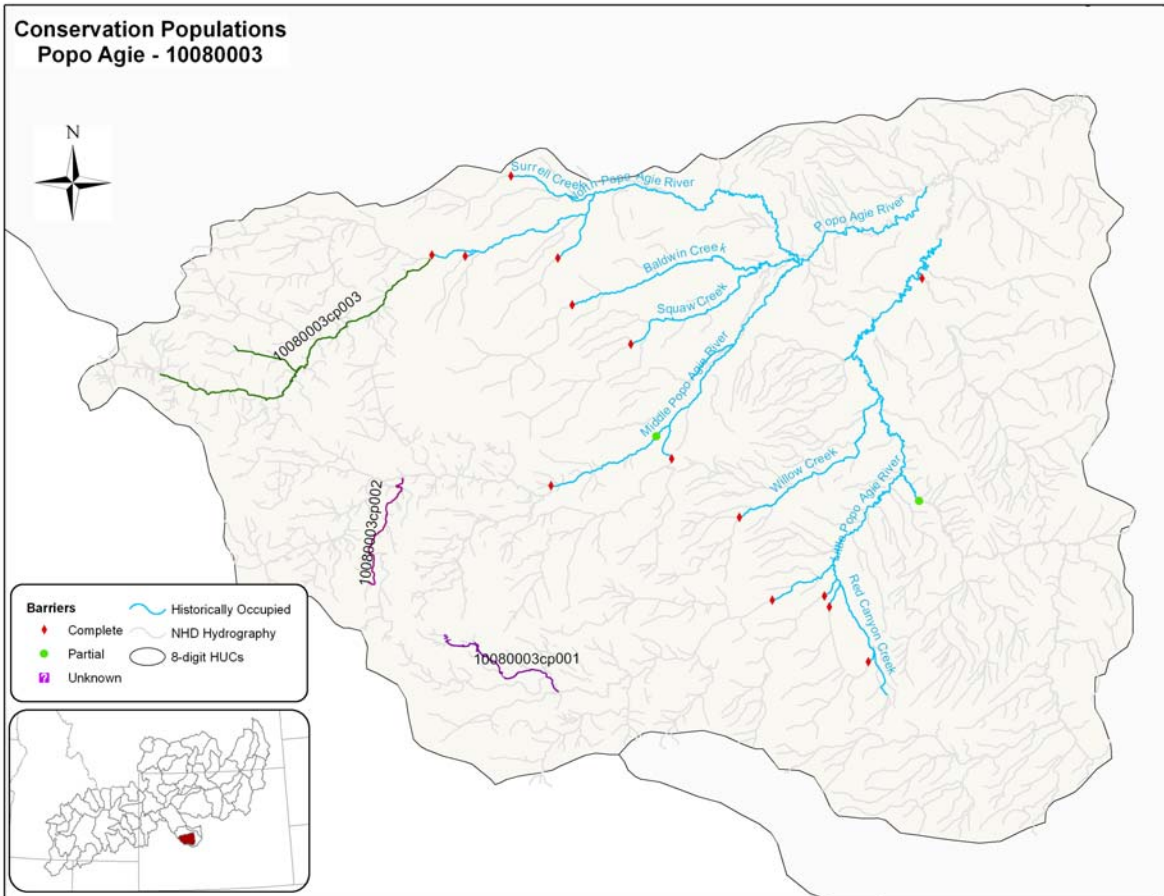 Conservation Populations
Popo Agie - 10080003
N
Surrell Creek
North Popo Agie River
Popo Agie River
Baldwin Creek
Squaw Creek
10080003cp003
Middle Popo Agie River
Willow Creek
10080003cp002
Popo Agie River
Red Canyon Creek
10080003cp001
Barriers
Complete
Partial
Unknown
?
Historically Occupied
NHD Hydrography
8-digit HUCs